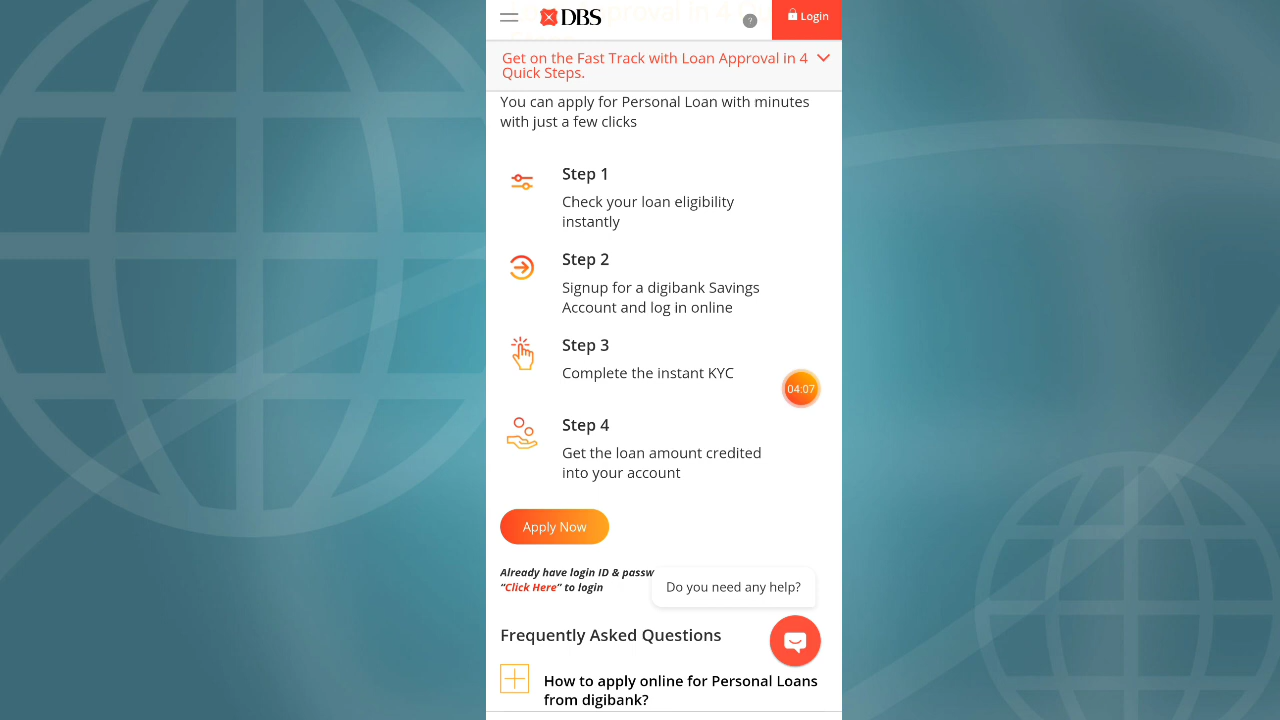 DBS
?
Login
Get on the Fast Track with Loan Approval in 4
Quick Steps.
You can apply for Personal Loan with minutes
with just a few clicks
Step 1
Check your loan eligibility
instantly
Step 2
Signup for a digibank Savings
Account and log in online
Step 3
Complete the instant KYC
04:07
Step 4
Get the loan amount credited
into your account
Apply Now
Already have login ID & passw
"Click Here" to login
Do you need any help?
Frequently Asked Questions
How to apply online for Personal Loans
from digibank?